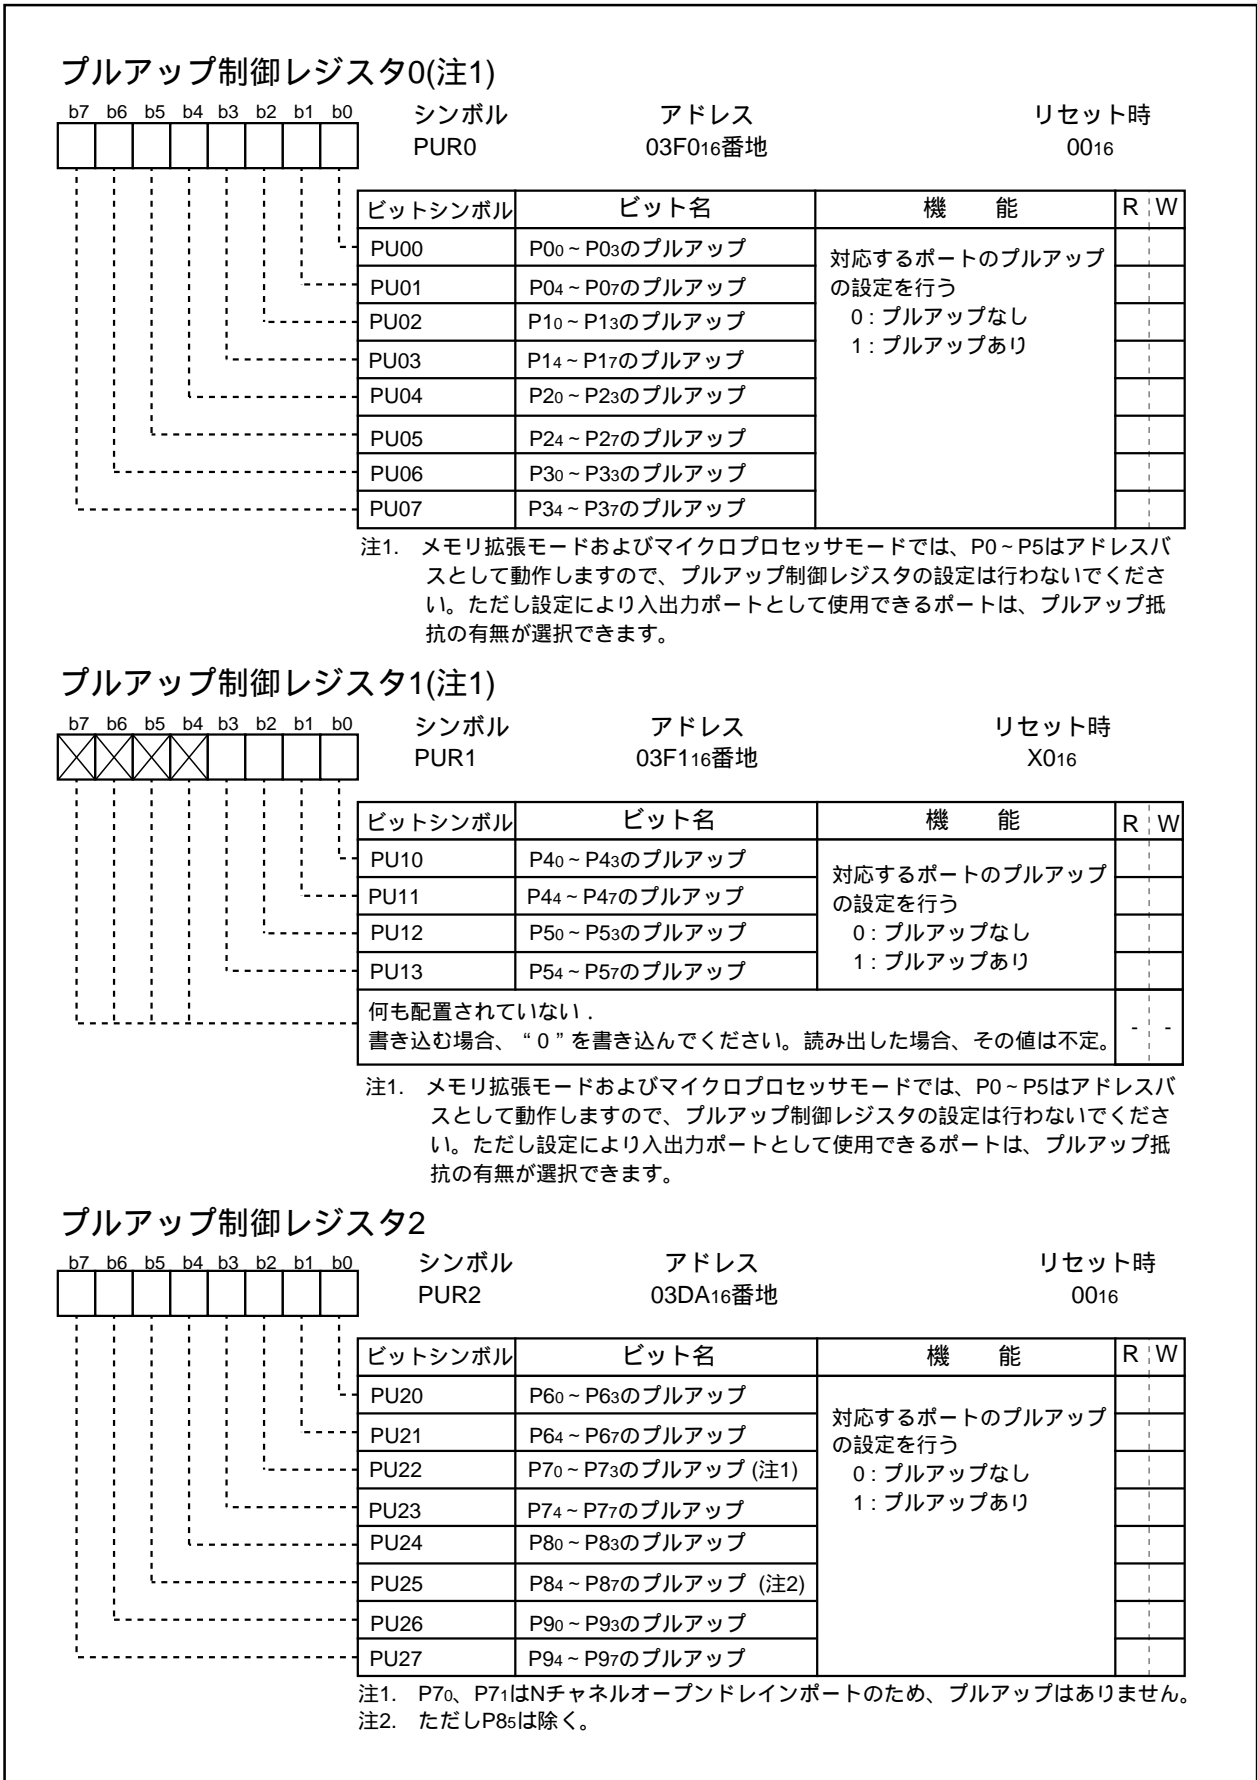 プルアップ制御レジスタ0(注1)
b7 b6 b5 b4 b3 b2 b1 b0
シンボル アドレス リセット時
PUR0 03F016番地 0016
ビットシンボル ビット名 機 能 R W
PU00 P00～P03のプルアップ
PU01 P04～P07のプルアップ
PU02 P10～P13のプルアップ
PU03 P14～P17のプルアップ
PU04 P20～P23のプルアップ
PU05 P24～P27のプルアップ
PU06 P30～P33のプルアップ
PU07 P34～P37のプルアップ
対応するポートのプルアップ
の設定を行う
0 : プルアップなし
1 : プルアップあり
注1. メモリ拡張モードおよびマイクロプロセッサモードでは、P0～P5はアドレスバ
スとして動作しますので、プルアップ制御レジスタの設定は行わないでくださ
い。ただし設定により入出力ポートとして使用できるポートは、プルアップ抵
抗の有無が選択できます。
プルアップ制御レジスタ1(注1)
b7 b6 b5 b4 b3 b2 b1 b0
シンボル アドレス リセット時
PUR1 03F116番地 X016
ビットシンボル ビット名 機 能 R W
PU10 P40～P43のプルアップ
PU11 P44～P47のプルアップ
PU12 P50～P53のプルアップ
PU13 P54～P57のプルアップ
対応するポートのプルアップ
の設定を行う
0 : プルアップなし
1 : プルアップあり
何も配置されていない．
書き込む場合、“0”を書き込んでください。読み出した場合、その値は不定。 - -
注1. メモリ拡張モードおよびマイクロプロセッサモードでは、P0～P5はアドレスバ
スとして動作しますので、プルアップ制御レジスタの設定は行わないでくださ
い。ただし設定により入出力ポートとして使用できるポートは、プルアップ抵
抗の有無が選択できます。
プルアップ制御レジスタ2
b7 b6 b5 b4 b3 b2 b1 b0
シンボル アドレス リセット時
PUR2 03DA16番地 0016
ビットシンボル ビット名 機 能 R W
PU20 P60～P63のプルアップ
PU21 P64～P67のプルアップ
PU22 P70～P73のプルアップ (注1)
PU23 P74～P77のプルアップ
PU24 P80～P83のプルアップ
PU25 P84～P87のプルアップ (注2)
PU26 P90～P93のプルアップ
PU27 P94～P97のプルアップ
対応するポートのプルアップ
の設定を行う
0 : プルアップなし
1 : プルアップあり
注1. P70、P71はNチャネルオープンドレインポートのため、プルアップはありません。
注2. ただしP85は除く。